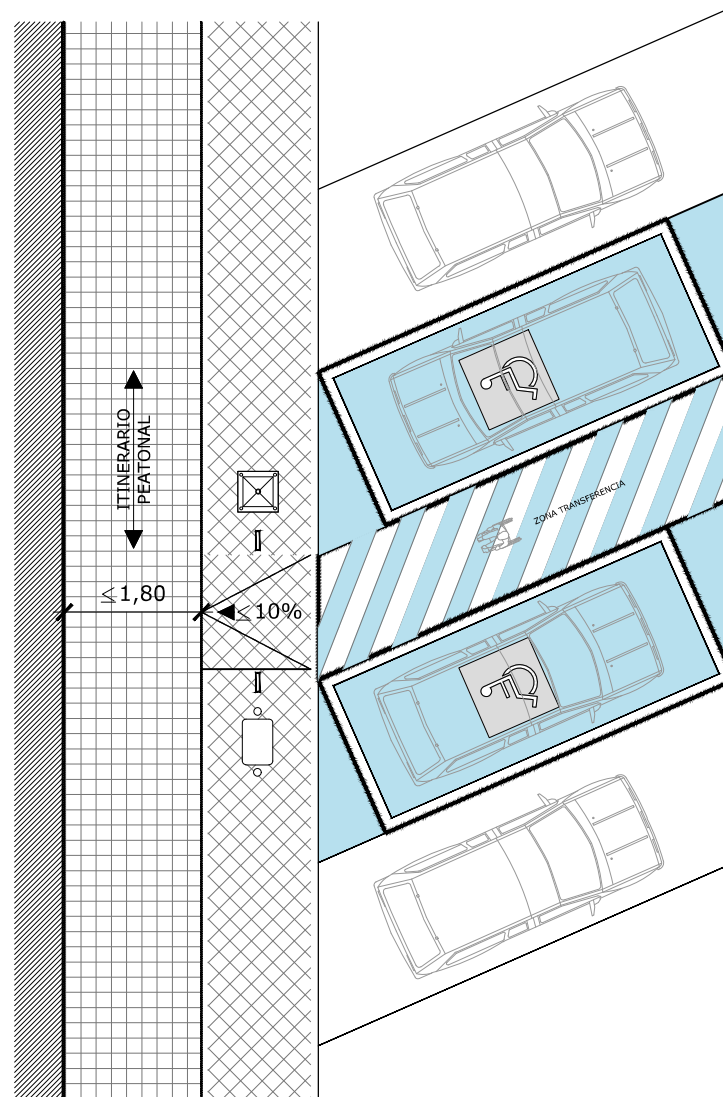 ITINERARIO
PEATONAL
ZONA TRANSFERENCIA
≤1,80
≤10%